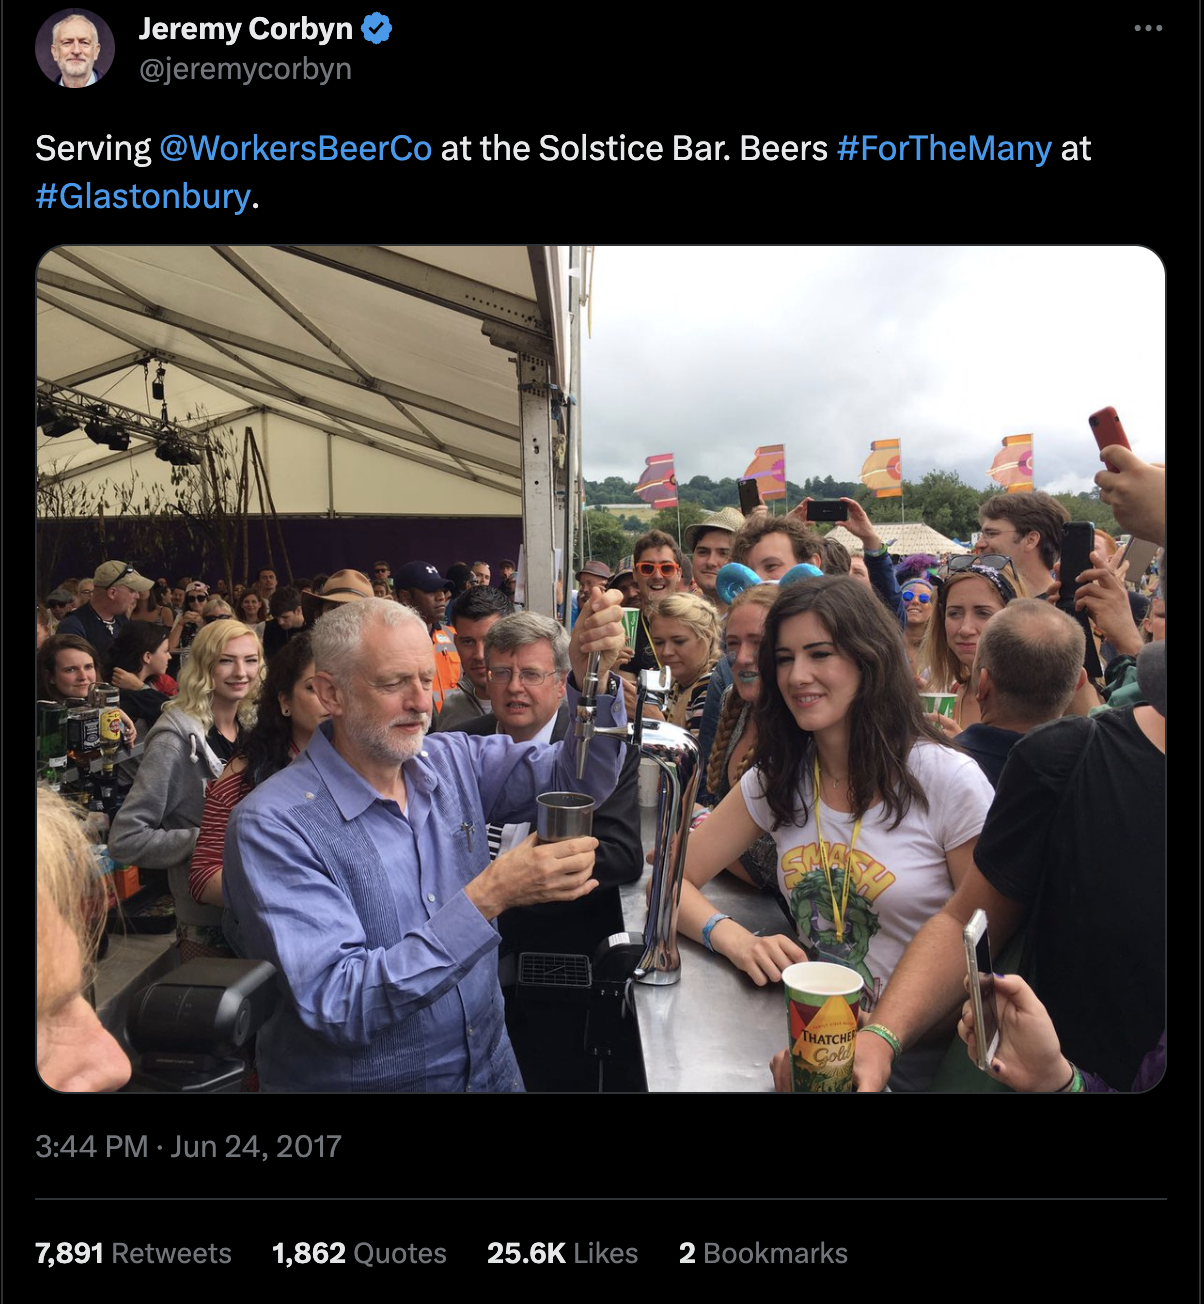 Jeremy Corbyn
@jeremycorbyn
Serving @WorkersBeerCo at the Solstice Bar. Beers #ForTheMany at
#Glastonbury.
SMASH
THATCHERS
Gold
3:44 PM · Jun 24, 2017
7,891 Retweets 1,862 Quotes 25.6K Likes 2 Bookmarks